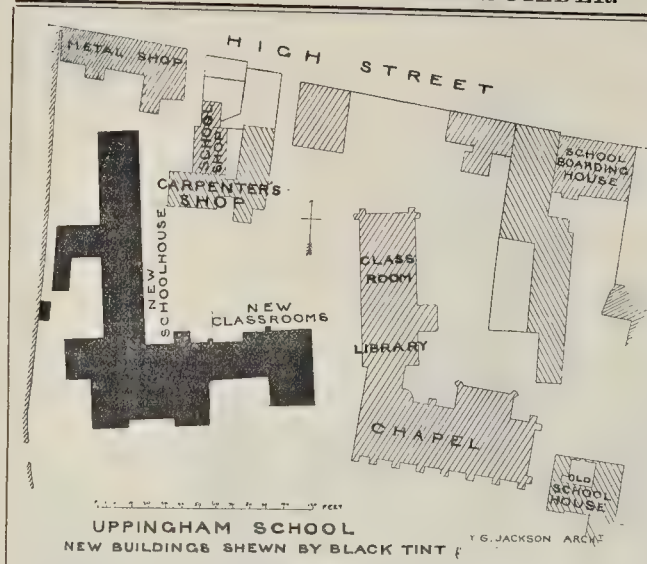 HIGH STREET
METAL SHOP
SCHOOL
SHOP
CARPENTER'S
SHOP
SCHOOL
BOARDING
HOUSE
NEW
SCHOOLHOUSE
NEW
CLASSROOMS
CLASS
ROOM
LIBRARY
CHAPEL
OLD
SCHOOL
HOUSE
FEET
UPPINGHAM SCHOOL
NEW BUILDINGS SHEWN BY BLACK TINT
G. JACKSON ARCHT